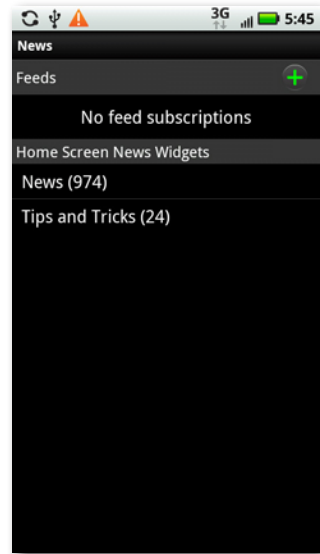 3G 5:45
News
Feeds
No feed subscriptions
Home Screen News Widgets
News (974)
Tips and Tricks (24)